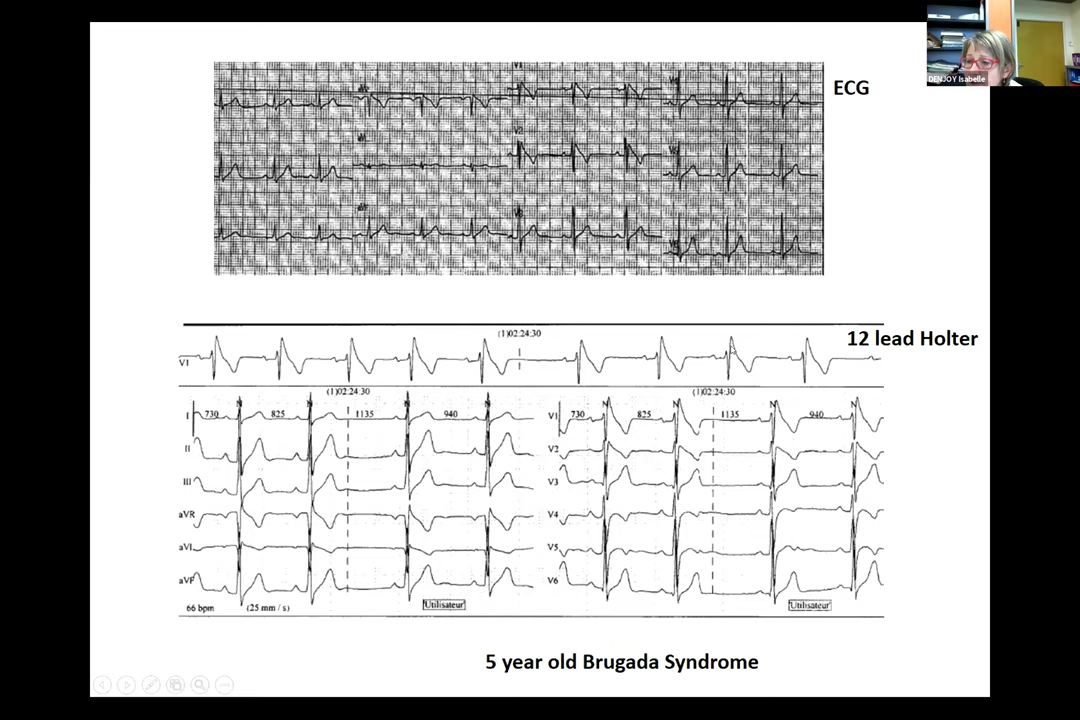 DENJOY Isabelle
ECG
V1
V2
12 lead Holter
(1)02:24:30
V1
(1)02:24:30
(1)02:24:30
I 730 825 1135 940
N N N N
II
III
aVR
aVL
aVF
V1 730 825 1135 940
N N N N
V2
V3
V4
V5
V6
66 bpm (25 mm / s) 'Utilisateur' 'Utilisateur'
5 year old Brugada Syndrome